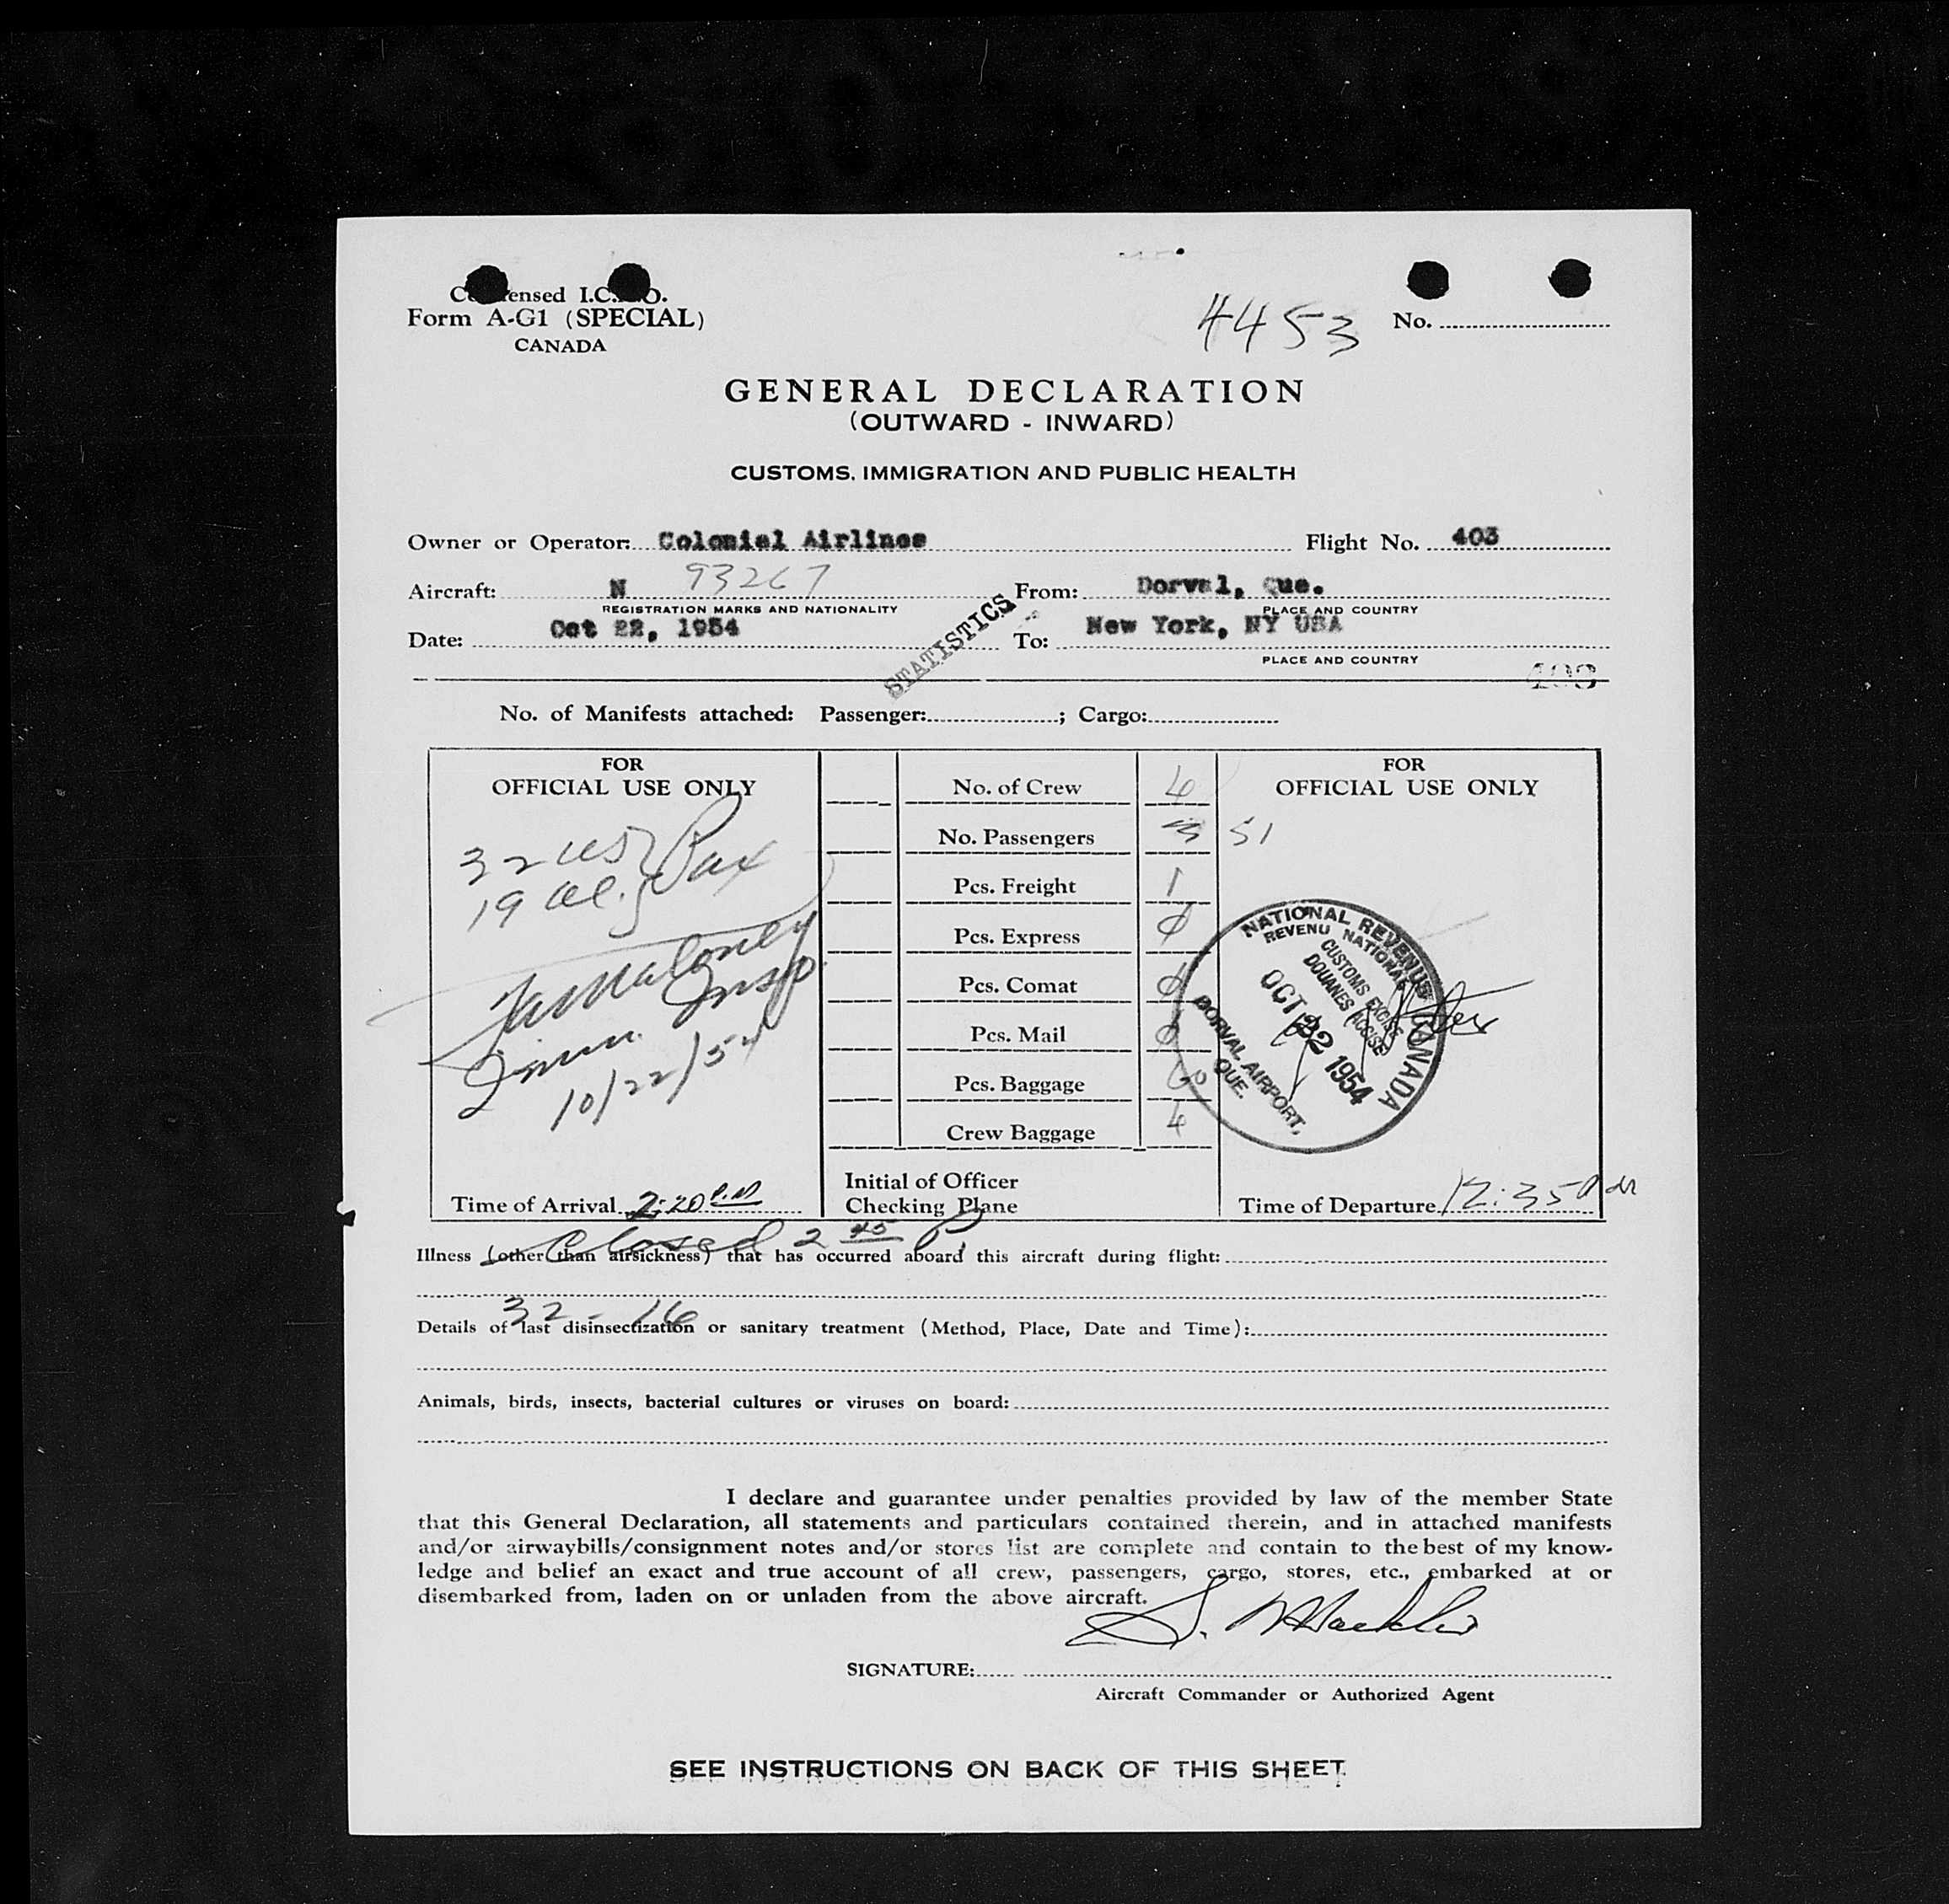 Condensed I.C.A.O.
Form A-G1 (SPECIAL)
CANADA
4453 No.
GENERAL DECLARATION
(OUTWARD - INWARD)
CUSTOMS, IMMIGRATION AND PUBLIC HEALTH
Owner or Operator: Colonial Airlines Flight No. 403
Aircraft: N 93267 From: Dorval, Que.
REGISTRATION MARKS AND NATIONALITY PLACE AND COUNTRY
Date: Oct 22, 1954 To: New York, NY USA
PLACE AND COUNTRY
STATISTICS
403
No. of Manifests attached: Passenger: ; Cargo:
FOR
OFFICIAL USE ONLY
32 US
19 al. } Pax
Maloney
Imm. Insp.
10/22/54
Time of Arrival 2:20 P.M
No. of Crew 4
No. Passengers 51
Pcs. Freight 1
Pcs. Express 0
Pcs. Comat 0
Pcs. Mail 0
Pcs. Baggage
Crew Baggage 4
Initial of Officer
Checking Plane
FOR
OFFICIAL USE ONLY
NATIONAL REVENUE CANADA
REVENU NATIONAL
CUSTOMS EXCISE
DOUANES ACCISE
OCT 22 1954
DORVAL AIRPORT,
QUE.
Time of Departure 12:35
Closed 2 45 P
Illness (other than airsickness) that has occurred aboard this aircraft during flight:
32 - 16
Details of last disinsectization or sanitary treatment (Method, Place, Date and Time):
Animals, birds, insects, bacterial cultures or viruses on board:
I declare and guarantee under penalties provided by law of the member State
that this General Declaration, all statements and particulars contained therein, and in attached manifests
and/or airwaybills/consignment notes and/or stores list are complete and contain to the best of my know-
ledge and belief an exact and true account of all crew, passengers, cargo, stores, etc., embarked at or
disembarked from, laden on or unladen from the above aircraft.
SIGNATURE:
Aircraft Commander or Authorized Agent
SEE INSTRUCTIONS ON BACK OF THIS SHEET